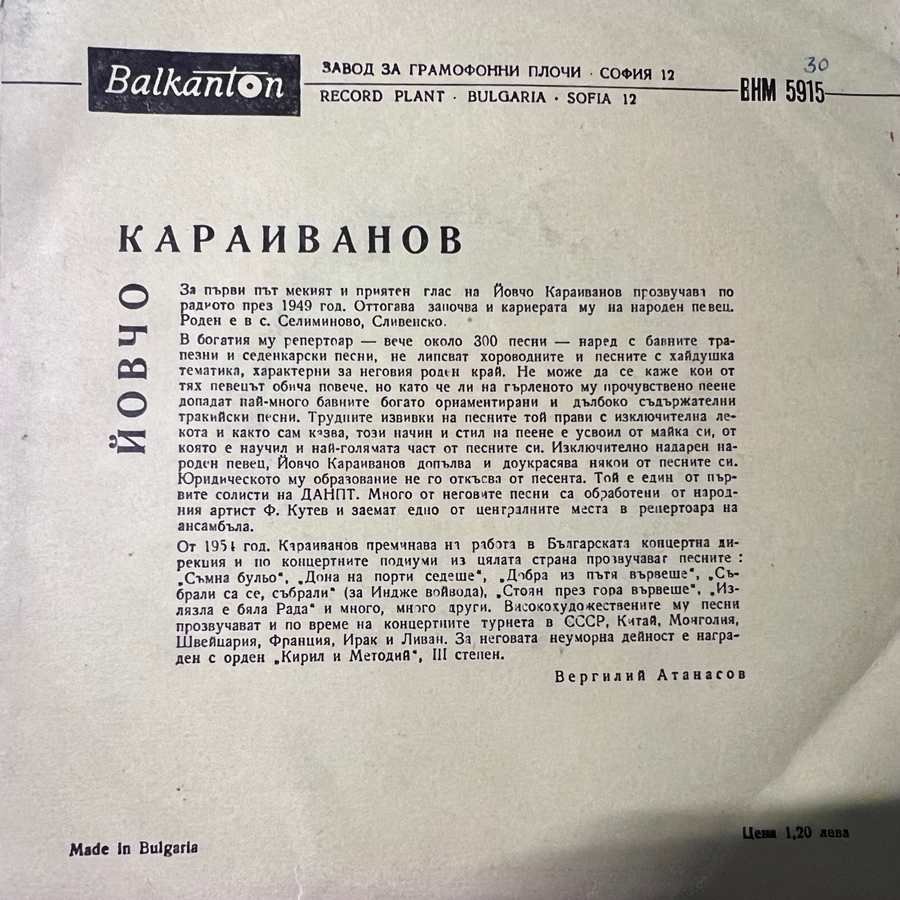 Balkanton
ЗАВОД ЗА ГРАМОФОННИ ПЛОЧИ · СОФИЯ 12
RECORD PLANT · BULGARIA · SOFIA 12
30
ВНМ 5915
ЙОВЧО
КАРАИВАНОВ
За първи път мекият и приятен глас на Йовчо Караиванов прозвучава по
радиото през 1949 год. Оттогава започва и кариерата му на народен певец.
Роден е в с. Селиминово, Сливенско.
В богатия му репертоар — вече около 300 песни — наред с бавните тра-
пезни и седенкарски песни, не липсват хороводните и песните с хайдушка
тематика, характерни за неговия роден край. Не може да се каже кои от
тях певецът обича повече, но като че ли на гърленото му прочувствено пеене
допадат най-много бавните богато орнаментирани и дълбоко съдържателни
тракийски песни. Трудните извивки на песните той прави с изключителна ле-
кота и както сам казва, този начин и стил на пеене е усвоил от майка си, от
която е научил и най-голямата част от песните си. Изключително надарен на-
роден певец, Йовчо Караиванов допълва и доукрасява някои от песните си.
Юридическото му образование не го откъсва от песента. Той е един от пър-
вите солисти на ДАНПТ. Много от неговите песни са обработени от народ-
ния артист Ф. Кутев и заемат едно от централните места в репертоара на
ансамбъла.
От 1954 год. Караиванов преминава на работа в Българската концертна ди-
рекция и по концертните подиуми из цялата страна прозвучават песните :
„Съмна бульо“, „Дона на порти седеше“, „Добра из пътя вървеше“, „Съ-
брали са се, събрали“ (за Индже войвода), „Стоян през гора вървеше“, „Из-
лязла е бяла Рада“ и много, много други. Високохудожествените му песни
прозвучават и по време на концертните турнета в СССР, Китай, Монголия,
Швейцария, Франция, Ирак и Ливан. За неговата неуморна дейност е награ-
ден с орден „Кирил и Методий“, III степен.
Вергилий Атанасов
Цена 1,20 лева
Made in Bulgaria